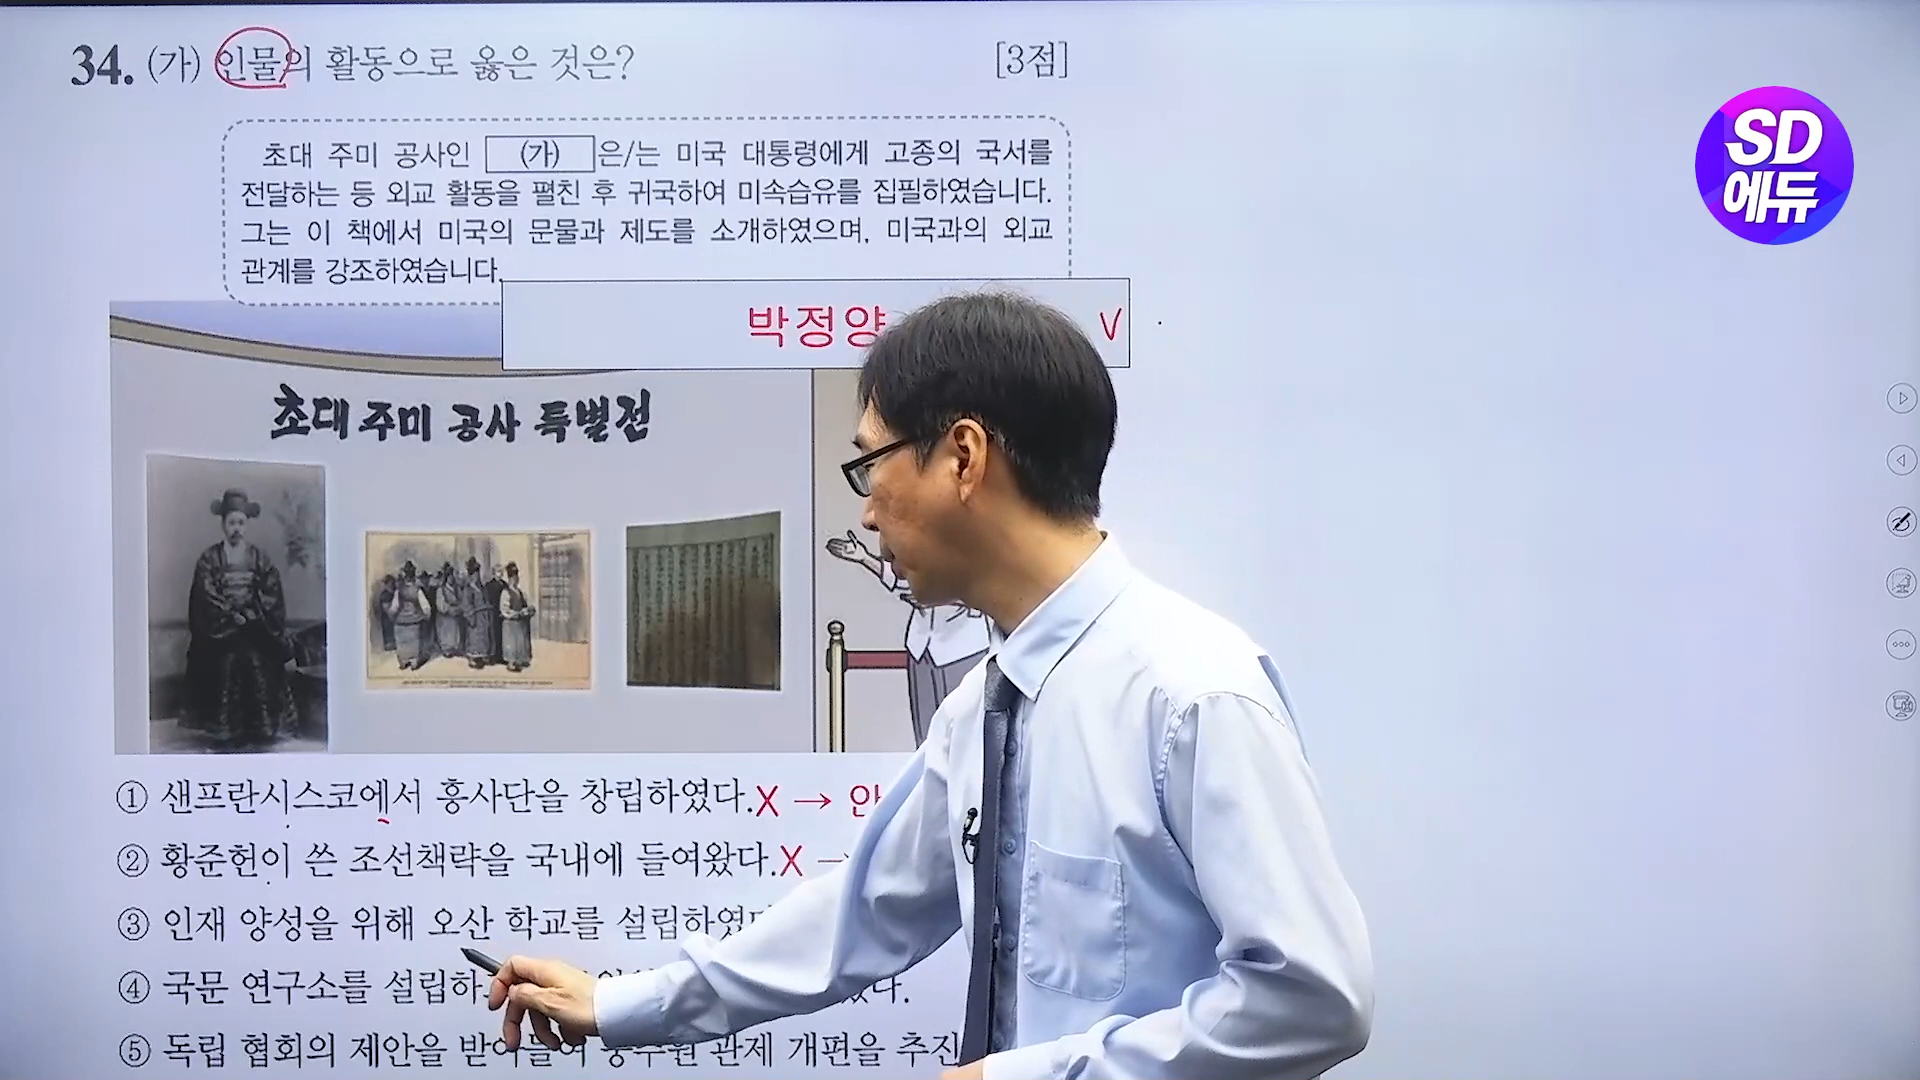 34. (가) 인물의 활동으로 옳은 것은? [3점]
초대 주미 공사인 (가) 은/는 미국 대통령에게 고종의 국서를
전달하는 등 외교 활동을 펼친 후 귀국하여 미속습유를 집필하였습니다.
그는 이 책에서 미국의 문물과 제도를 소개하였으며, 미국과의 외교
관계를 강조하였습니다.
박정양 V
초대 주미 공사 특별전
① 샌프란시스코에서 흥사단을 창립하였다. X → 안
② 황준헌이 쓴 조선책략을 국내에 들여왔다. X →
③ 인재 양성을 위해 오산 학교를 설립하였
④ 국문 연구소를 설립하
⑤ 독립 협회의 제안을 받아들여 중추원 관제 개편을 추진
SD
에듀